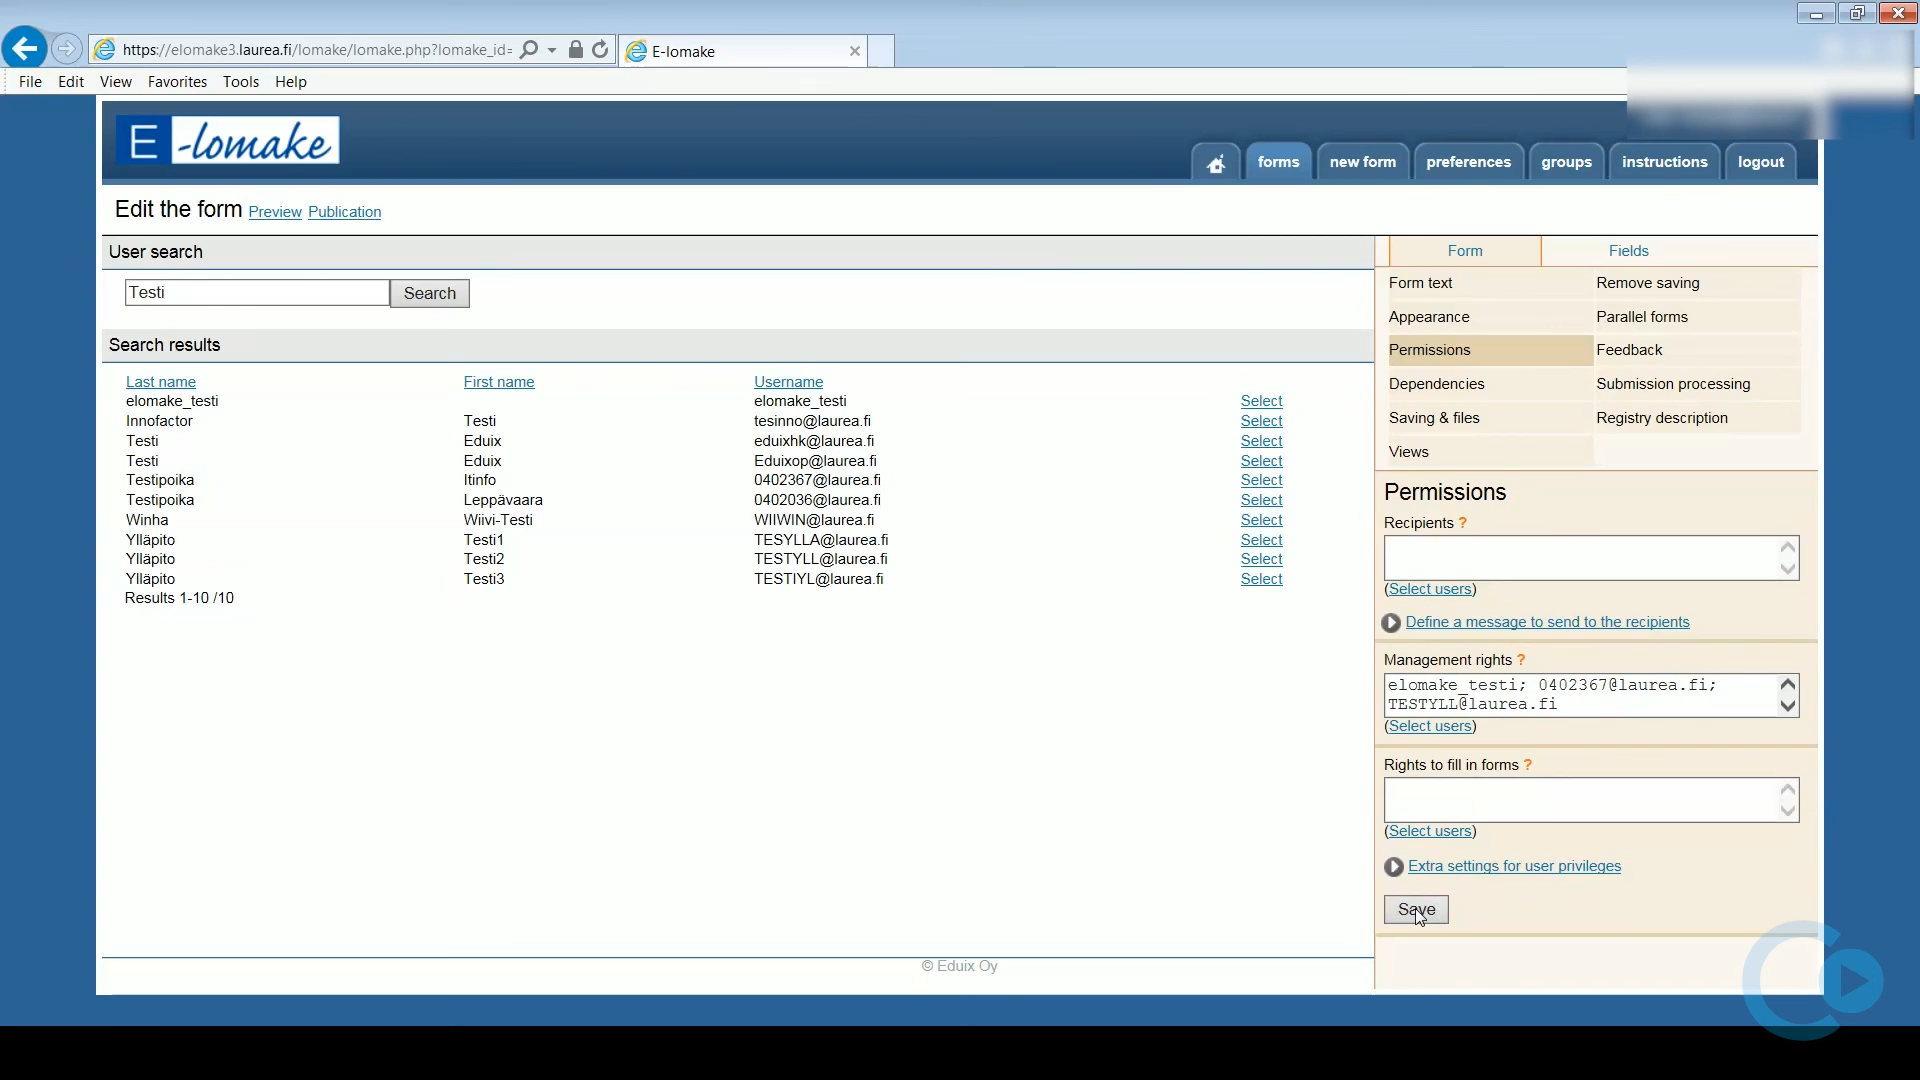 https://elomake3.laurea.fi/lomake/lomake.php?lomake_id=
E-lomake
File Edit View Favorites Tools Help
E-lomake
forms new form preferences groups instructions logout
Edit the form Preview Publication
User search
Testi Search
Search results
Last name First name Username
elomake_testi elomake_testi Select
Innofactor Testi tesinno@laurea.fi Select
Testi Eduix eduixhk@laurea.fi Select
Testi Eduix Eduixop@laurea.fi Select
Testipoika Itinfo 0402367@laurea.fi Select
Testipoika Leppävaara 0402036@laurea.fi Select
Winha Wiivi-Testi WIIWIN@laurea.fi Select
Ylläpito Testi1 TESYLLA@laurea.fi Select
Ylläpito Testi2 TESTYLL@laurea.fi Select
Ylläpito Testi3 TESTIYL@laurea.fi Select
Results 1-10 /10
Form Fields
Form text Remove saving
Appearance Parallel forms
Permissions Feedback
Dependencies Submission processing
Saving & files Registry description
Views
Permissions
Recipients ?
(Select users)
Define a message to send to the recipients
Management rights ?
elomake_testi; 0402367@laurea.fi;
TESTYLL@laurea.fi
(Select users)
Rights to fill in forms ?
(Select users)
Extra settings for user privileges
Save
© Eduix Oy